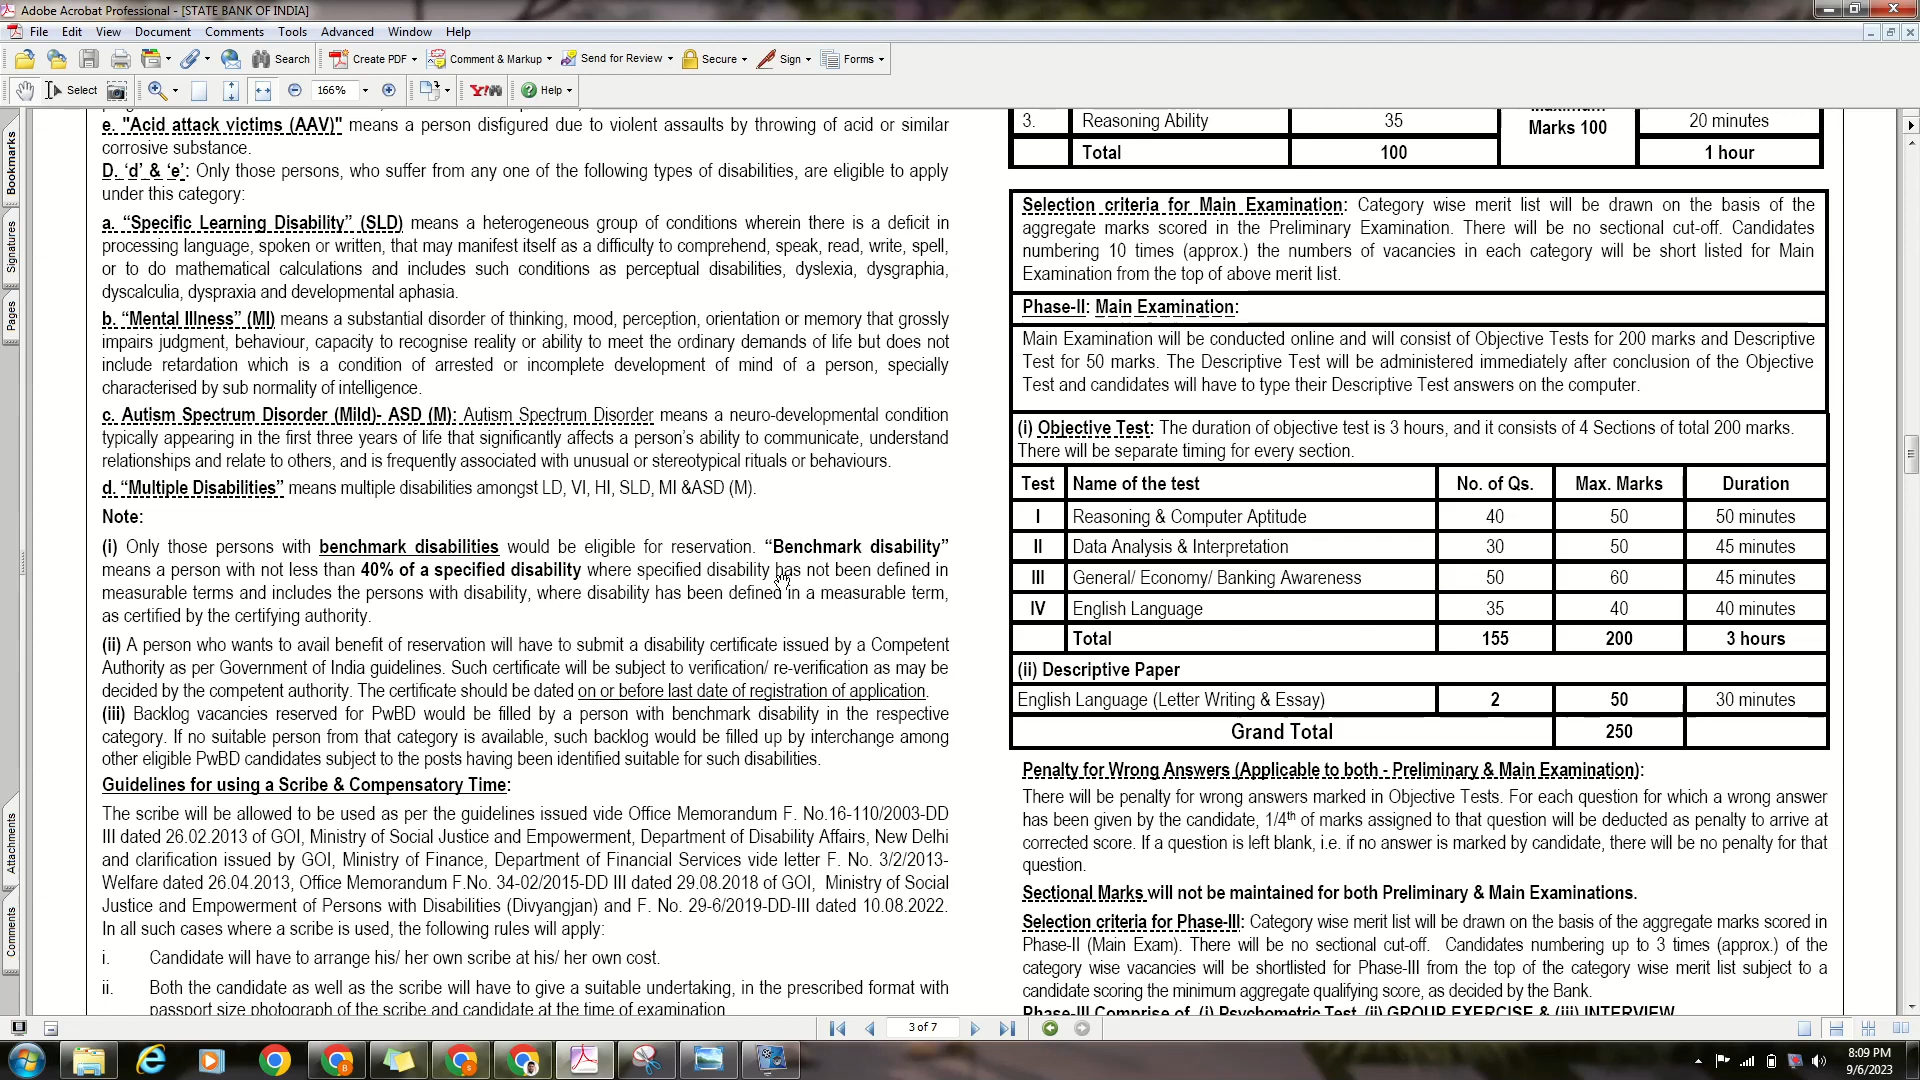 Adobe Acrobat Professional - [STATE BANK OF INDIA]
File Edit View Document Comments Tools Advanced Window Help
Search Create PDF Comment & Markup Send for Review Secure Sign Forms
Select 166% Y! Help
Bookmarks
Signatures
Pages
Attachments
Comments
e. "Acid attack victims (AAV)" means a person disfigured due to violent assaults by throwing of acid or similar
corrosive substance.
D. ‘d’ & ‘e’: Only those persons, who suffer from any one of the following types of disabilities, are eligible to apply
under this category:
a. “Specific Learning Disability” (SLD) means a heterogeneous group of conditions wherein there is a deficit in
processing language, spoken or written, that may manifest itself as a difficulty to comprehend, speak, read, write, spell,
or to do mathematical calculations and includes such conditions as perceptual disabilities, dyslexia, dysgraphia,
dyscalculia, dyspraxia and developmental aphasia.
b. “Mental Illness” (MI) means a substantial disorder of thinking, mood, perception, orientation or memory that grossly
impairs judgment, behaviour, capacity to recognise reality or ability to meet the ordinary demands of life but does not
include retardation which is a condition of arrested or incomplete development of mind of a person, specially
characterised by sub normality of intelligence.
c. Autism Spectrum Disorder (Mild)- ASD (M): Autism Spectrum Disorder means a neuro-developmental condition
typically appearing in the first three years of life that significantly affects a person’s ability to communicate, understand
relationships and relate to others, and is frequently associated with unusual or stereotypical rituals or behaviours.
d. “Multiple Disabilities” means multiple disabilities amongst LD, VI, HI, SLD, MI &ASD (M).
Note:
(i) Only those persons with benchmark disabilities would be eligible for reservation. “Benchmark disability”
means a person with not less than 40% of a specified disability where specified disability has not been defined in
measurable terms and includes the persons with disability, where disability has been defined in a measurable term,
as certified by the certifying authority.
(ii) A person who wants to avail benefit of reservation will have to submit a disability certificate issued by a Competent
Authority as per Government of India guidelines. Such certificate will be subject to verification/ re-verification as may be
decided by the competent authority. The certificate should be dated on or before last date of registration of application.
(iii) Backlog vacancies reserved for PwBD would be filled by a person with benchmark disability in the respective
category. If no suitable person from that category is available, such backlog would be filled up by interchange among
other eligible PwBD candidates subject to the posts having been identified suitable for such disabilities.
Guidelines for using a Scribe & Compensatory Time:
The scribe will be allowed to be used as per the guidelines issued vide Office Memorandum F. No.16-110/2003-DD
III dated 26.02.2013 of GOI, Ministry of Social Justice and Empowerment, Department of Disability Affairs, New Delhi
and clarification issued by GOI, Ministry of Finance, Department of Financial Services vide letter F. No. 3/2/2013-
Welfare dated 26.04.2013, Office Memorandum F.No. 34-02/2015-DD III dated 29.08.2018 of GOI, Ministry of Social
Justice and Empowerment of Persons with Disabilities (Divyangjan) and F. No. 29-6/2019-DD-III dated 10.08.2022.
In all such cases where a scribe is used, the following rules will apply:
i. Candidate will have to arrange his/ her own scribe at his/ her own cost.
ii. Both the candidate as well as the scribe will have to give a suitable undertaking, in the prescribed format with
passport size photograph of the scribe and candidate at the time of examination
3. Reasoning Ability 35 Maximum Marks 100 20 minutes
Total 100 1 hour
Selection criteria for Main Examination: Category wise merit list will be drawn on the basis of the
aggregate marks scored in the Preliminary Examination. There will be no sectional cut-off. Candidates
numbering 10 times (approx.) the numbers of vacancies in each category will be short listed for Main
Examination from the top of above merit list.
Phase-II: Main Examination:
Main Examination will be conducted online and will consist of Objective Tests for 200 marks and Descriptive
Test for 50 marks. The Descriptive Test will be administered immediately after conclusion of the Objective
Test and candidates will have to type their Descriptive Test answers on the computer.
(i) Objective Test: The duration of objective test is 3 hours, and it consists of 4 Sections of total 200 marks.
There will be separate timing for every section.
Test Name of the test No. of Qs. Max. Marks Duration
I Reasoning & Computer Aptitude 40 50 50 minutes
II Data Analysis & Interpretation 30 50 45 minutes
III General/ Economy/ Banking Awareness 50 60 45 minutes
IV English Language 35 40 40 minutes
Total 155 200 3 hours
(ii) Descriptive Paper
English Language (Letter Writing & Essay) 2 50 30 minutes
Grand Total 250
Penalty for Wrong Answers (Applicable to both - Preliminary & Main Examination):
There will be penalty for wrong answers marked in Objective Tests. For each question for which a wrong answer
has been given by the candidate, 1/4th of marks assigned to that question will be deducted as penalty to arrive at
corrected score. If a question is left blank, i.e. if no answer is marked by candidate, there will be no penalty for that
question.
Sectional Marks will not be maintained for both Preliminary & Main Examinations.
Selection criteria for Phase-III: Category wise merit list will be drawn on the basis of the aggregate marks scored in
Phase-II (Main Exam). There will be no sectional cut-off. Candidates numbering up to 3 times (approx.) of the
category wise vacancies will be shortlisted for Phase-III from the top of the category wise merit list subject to a
candidate scoring the minimum aggregate qualifying score, as decided by the Bank.
Phase-III Comprise of (i) Psychometric Test (ii) GROUP EXERCISE & (iii) INTERVIEW
3 of 7
8:09 PM
9/6/2023